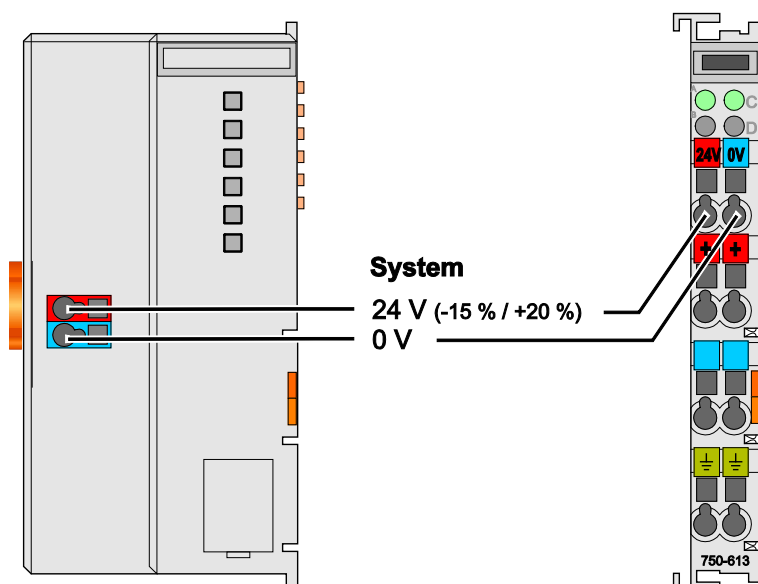 A
C
B
D
24V 0V
+ +
System
24 V (-15 % / +20 %)
0 V
750-613